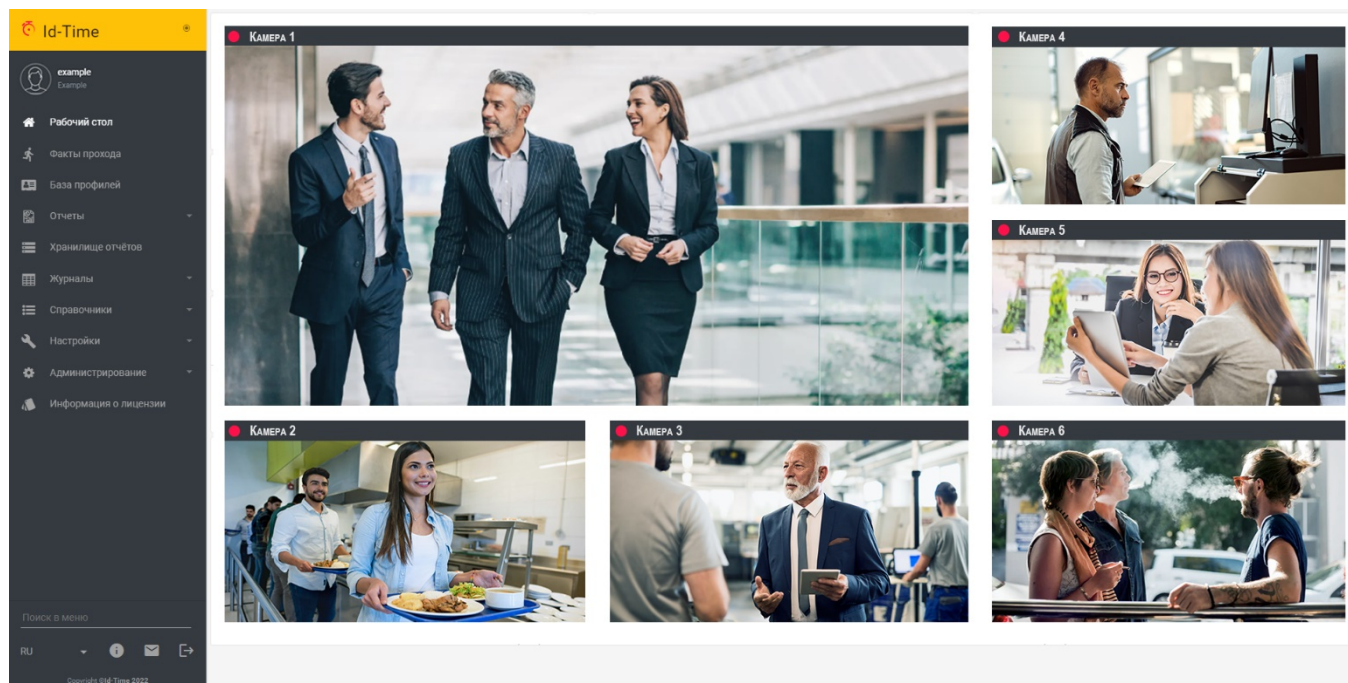 Id-Time
example
Example
Рабочий стол
Факты прохода
База профилей
Отчеты
Хранилище отчётов
Журналы
Справочники
Настройки
Администрирование
Информация о лицензии
Поиск в меню
RU
Copyright ©Id-Time 2022
Камера 1
Камера 4
Камера 5
Камера 2
Камера 3
Камера 6